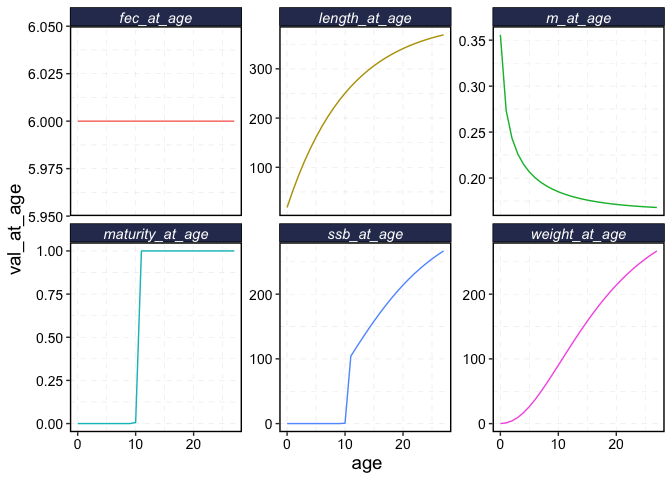 fec_at_age
length_at_age
m_at_age
6.050
6.025
6.000
5.975
5.950
300
200
100
0.35
0.30
0.25
0.20
val_at_age
maturity_at_age
ssb_at_age
weight_at_age
1.00
0.75
0.50
0.25
0.00
200
100
0
200
100
0
0 10 20
0 10 20
0 10 20
age